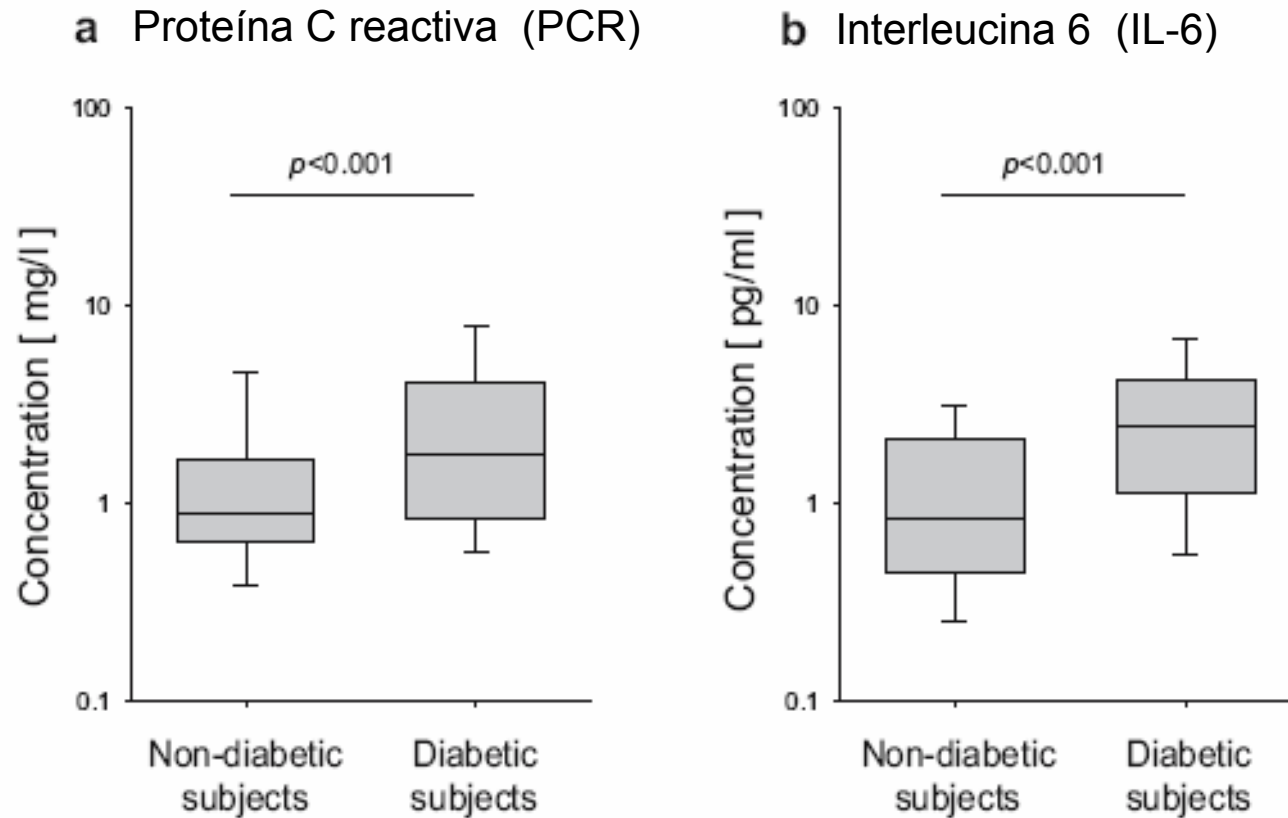 a Proteína C reactiva (PCR)
100
p<0.001
10
1
0.1
Concentration [ mg/l ]
Non-diabetic
subjects
Diabetic
subjects
b Interleucina 6 (IL-6)
100
p<0.001
10
1
0.1
Concentration [ pg/ml ]
Non-diabetic
subjects
Diabetic
subjects